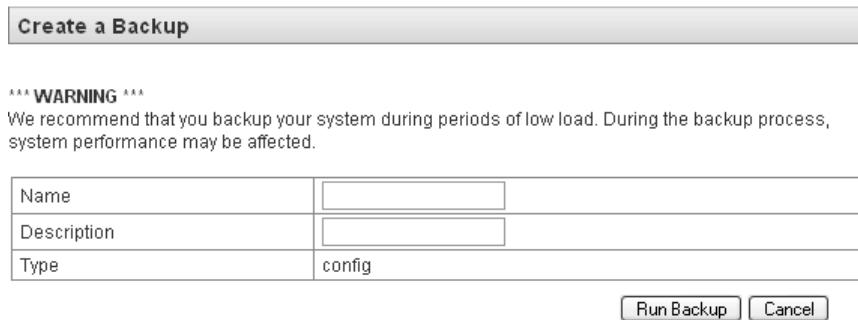 Create a Backup
*** WARNING ***
We recommend that you backup your system during periods of low load. During the backup process,
system performance may be affected.
Name
Description
Type config
Run Backup Cancel